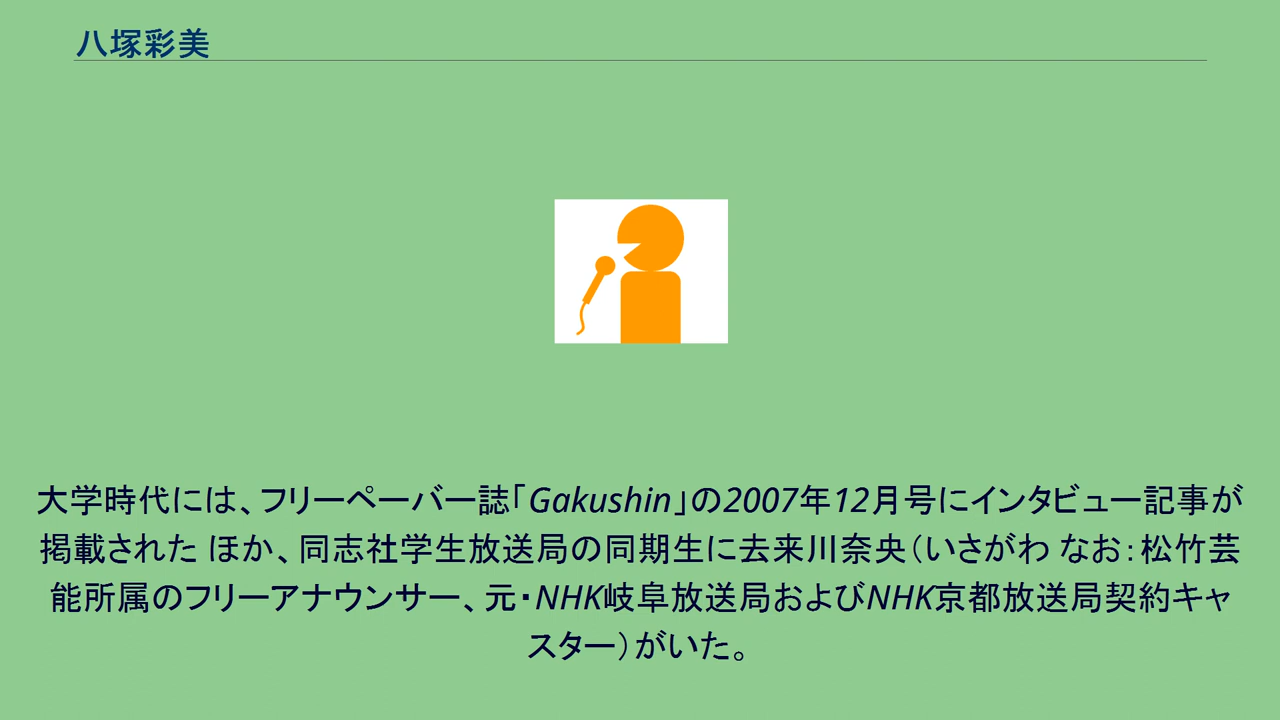 八塚彩美
大学時代には、フリーペーパー誌「Gakushin」の2007年12月号にインタビュー記事が
掲載された ほか、同志社学生放送局の同期生に去来川奈央（いさがわ なお：松竹芸
能所属のフリーアナウンサー、元・NHK岐阜放送局およびNHK京都放送局契約キャ
スター）がいた。